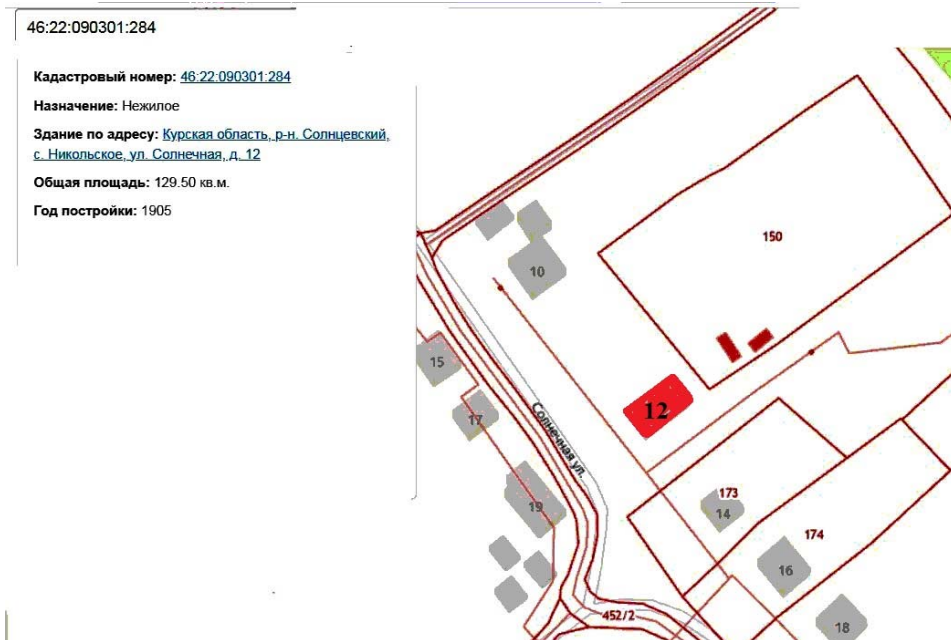 46:22:090301:284
Кадастровый номер: 46:22:090301:284
Назначение: Нежилое
Здание по адресу: Курская область, р-н. Солнцевский,
с. Никольское, ул. Солнечная, д. 12
Общая площадь: 129.50 кв.м.
Год постройки: 1905
150
10
15
12
17
Солнечная ул.
173
19
14
174
16
452/2
18